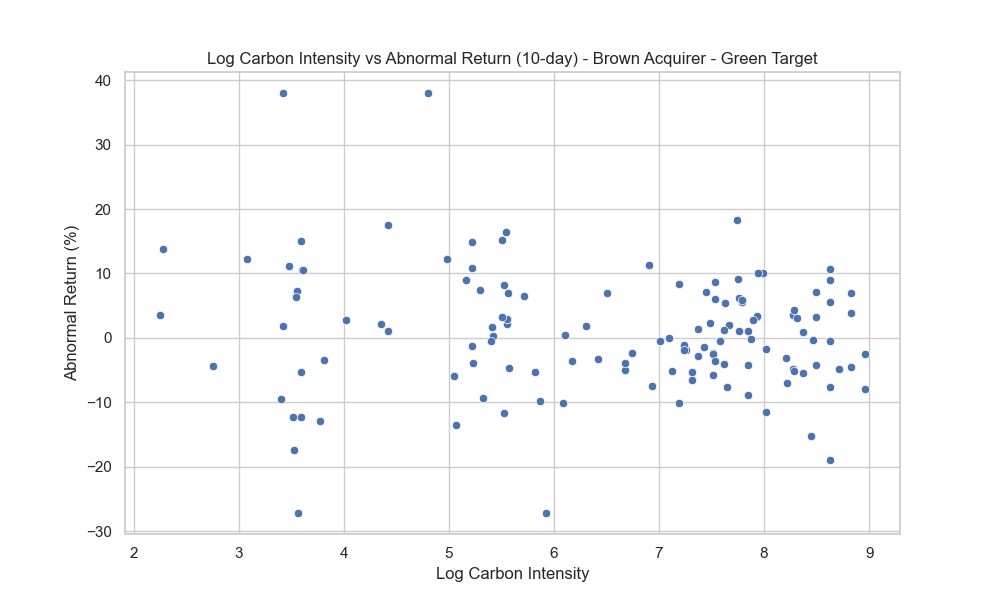 Log Carbon Intensity vs Abnormal Return (10-day) - Brown Acquirer - Green Target
Abnormal Return (%)
40
30
20
10
0
−10
−20
−30
2 3 4 5 6 7 8 9
Log Carbon Intensity